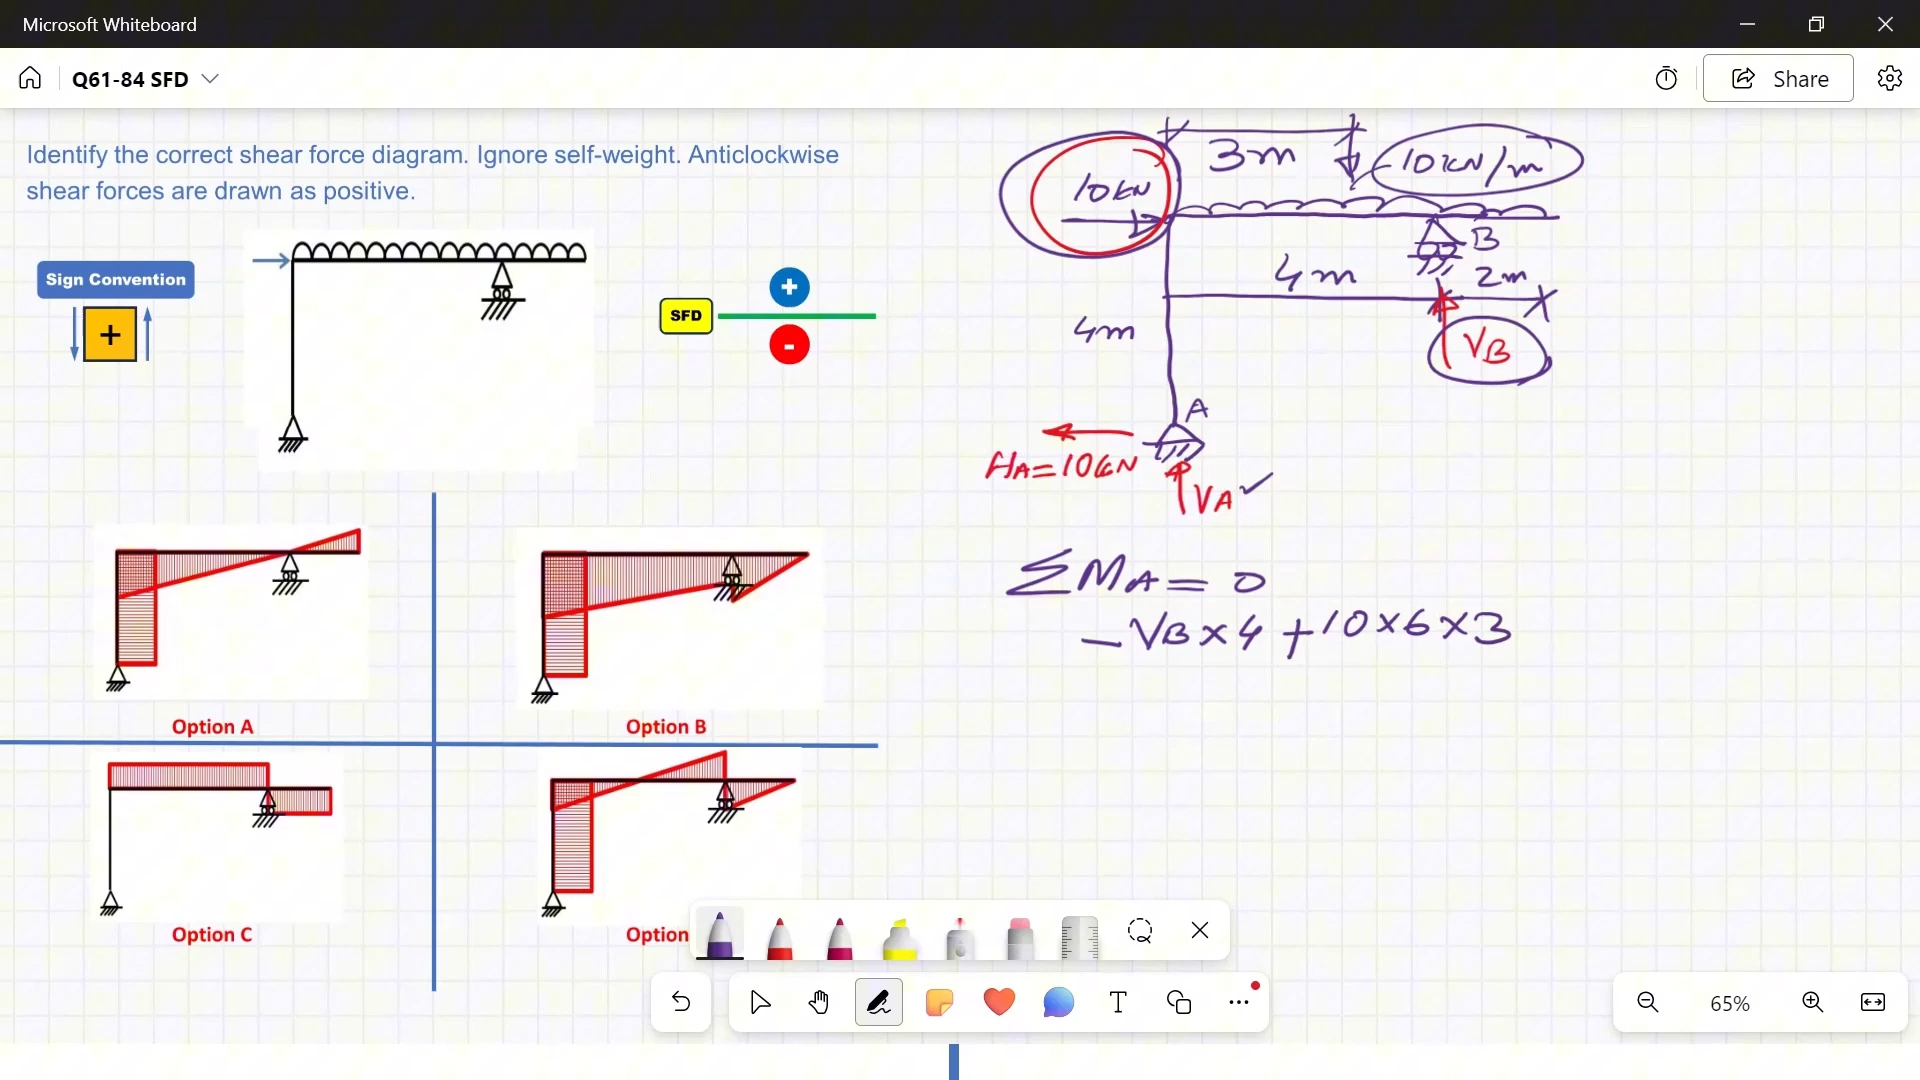 Microsoft Whiteboard
Q61-84 SFD
Share
Identify the correct shear force diagram. Ignore self-weight. Anticlockwise
shear forces are drawn as positive.
Sign Convention
+
SFD
+
-
3m
10kN/m
10kN
B
4m
2m
4m
VB
A
HA=10kN
VA✓
ΣMA=0
-VB×4+10×6×3
Option A
Option B
Option C
Option
T
65%